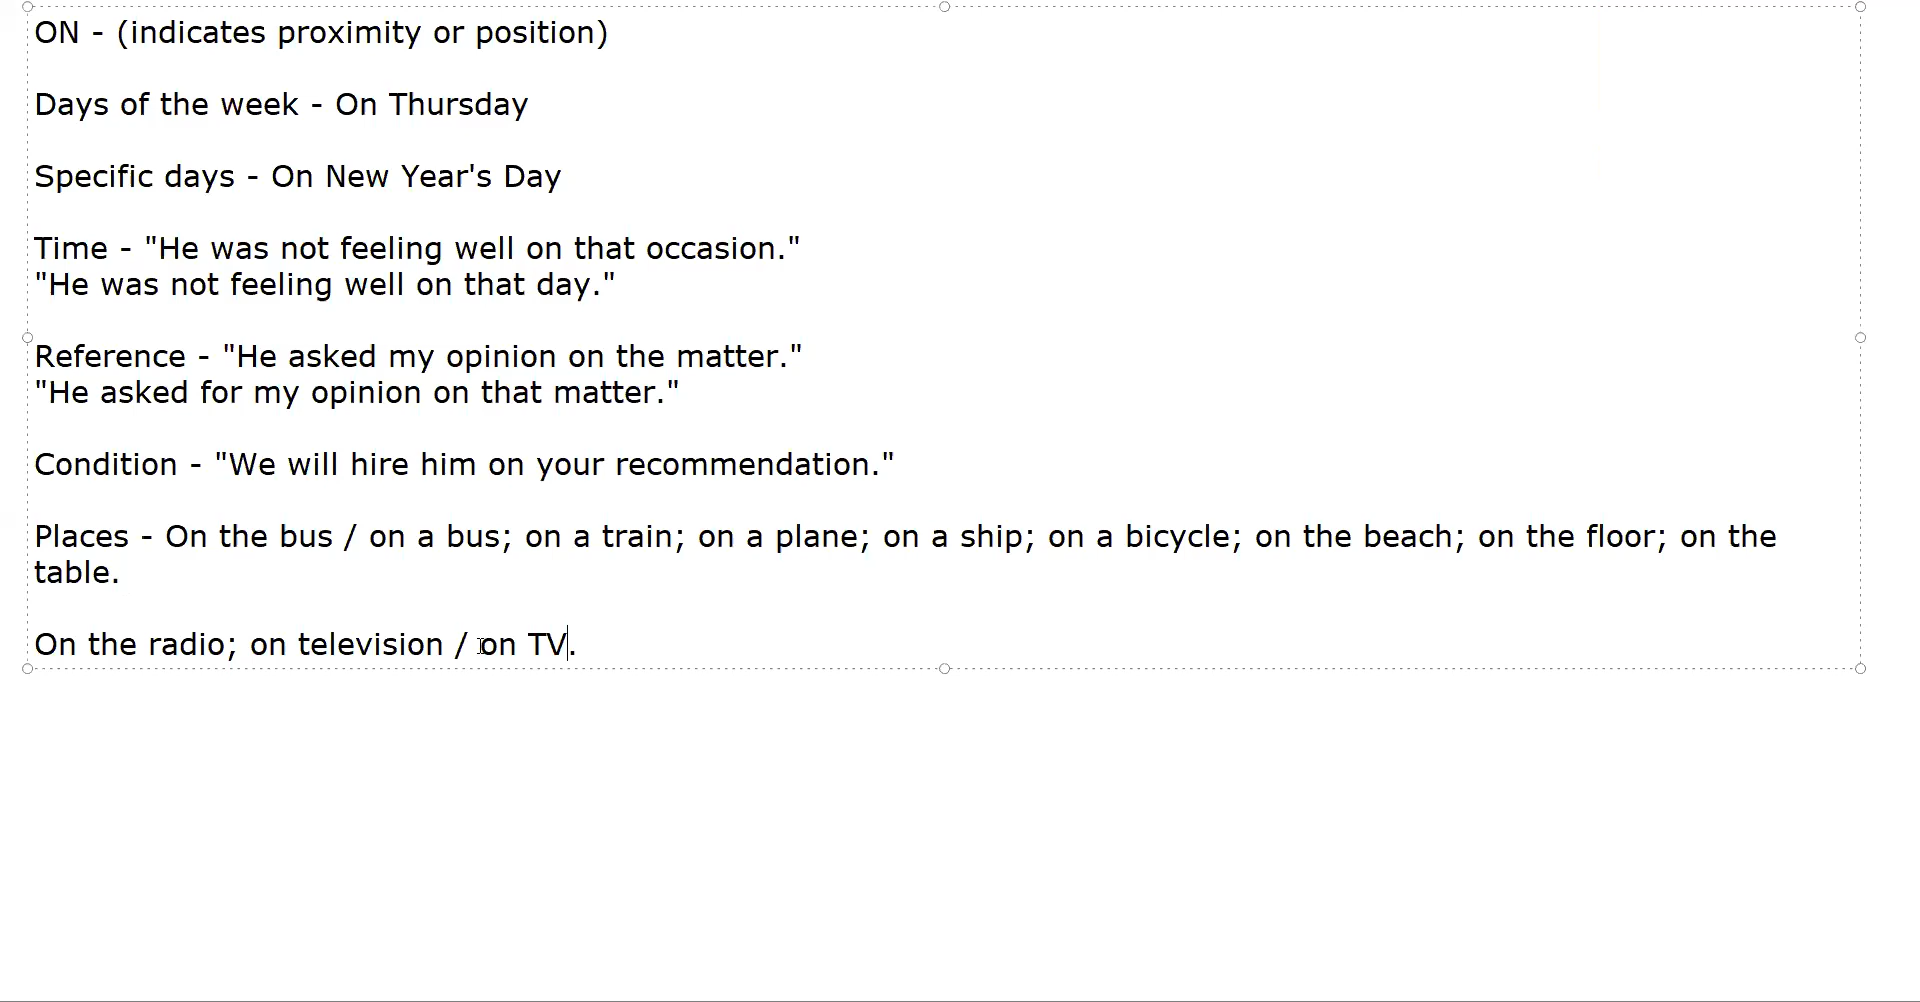 ON - (indicates proximity or position)
Days of the week - On Thursday
Specific days - On New Year's Day
Time - "He was not feeling well on that occasion."
"He was not feeling well on that day."
Reference - "He asked my opinion on the matter."
"He asked for my opinion on that matter."
Condition - "We will hire him on your recommendation."
Places - On the bus / on a bus; on a train; on a plane; on a ship; on a bicycle; on the beach; on the floor; on the
table.
On the radio; on television / on TV.